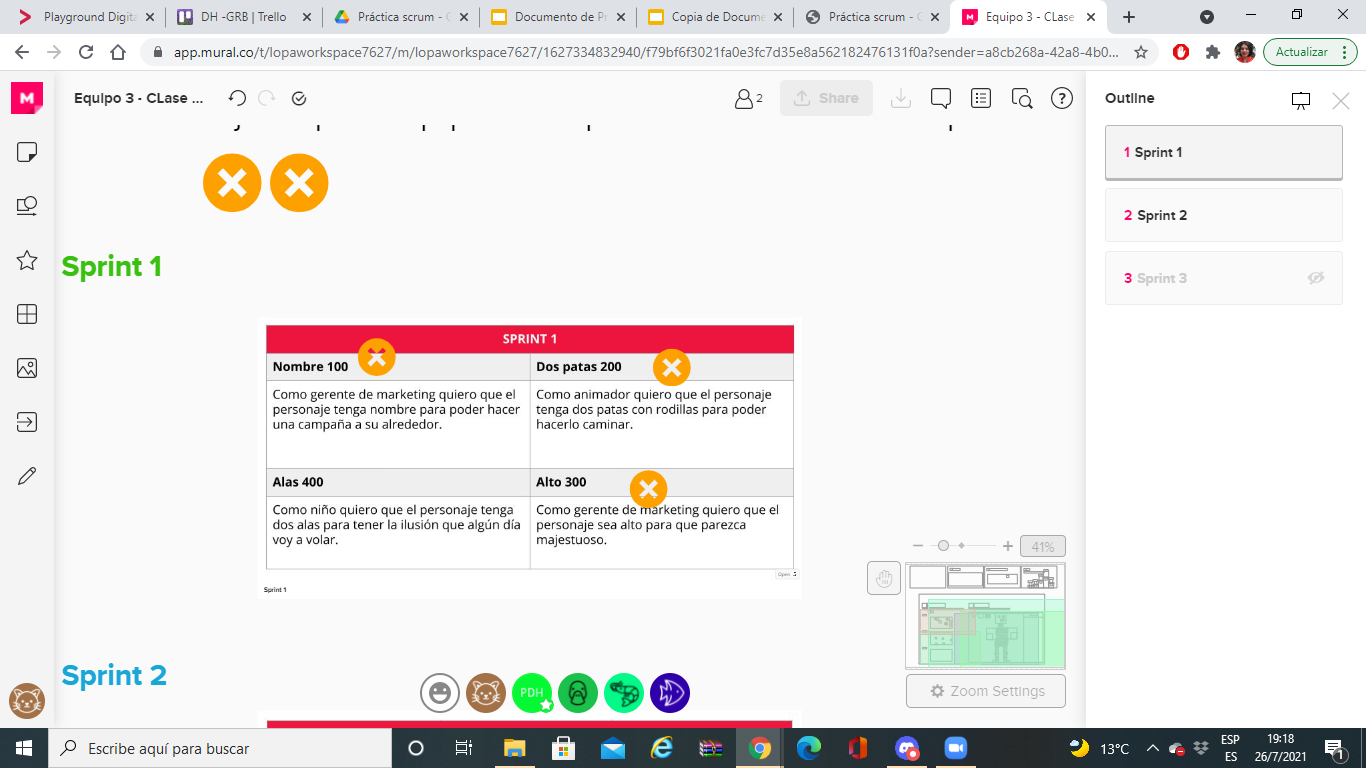 Playground Digita
DH -GRB | Trello
Práctica scrum - C
Documento de Pr
Copia de Docume
Práctica scrum - C
Equipo 3 - CLase
app.mural.co/t/lopaworkspace7627/m/lopaworkspace7627/1627334832940/f79bf6f3021fa0e3fc7d35e8a562182476131f0a?sender=a8cb268a-42a8-4b0...
Actualizar
M
Equipo 3 - CLase ...
2
Share
Outline
1 Sprint 1
2 Sprint 2
3 Sprint 3
Sprint 1
SPRINT 1
Nombre 100
Dos patas 200
Como gerente de marketing quiero que el
personaje tenga nombre para poder hacer
una campaña a su alrededor.
Como animador quiero que el personaje
tenga dos patas con rodillas para poder
hacerlo caminar.
Alas 400
Alto 300
Como niño quiero que el personaje tenga
dos alas para tener la ilusión que algún día
voy a volar.
Como gerente de marketing quiero que el
personaje sea alto para que parezca
majestuoso.
Open
Sprint 1
41%
Zoom Settings
Sprint 2
PDH
Escribe aquí para buscar
13°C
ESP
ES
19:18
26/7/2021
1